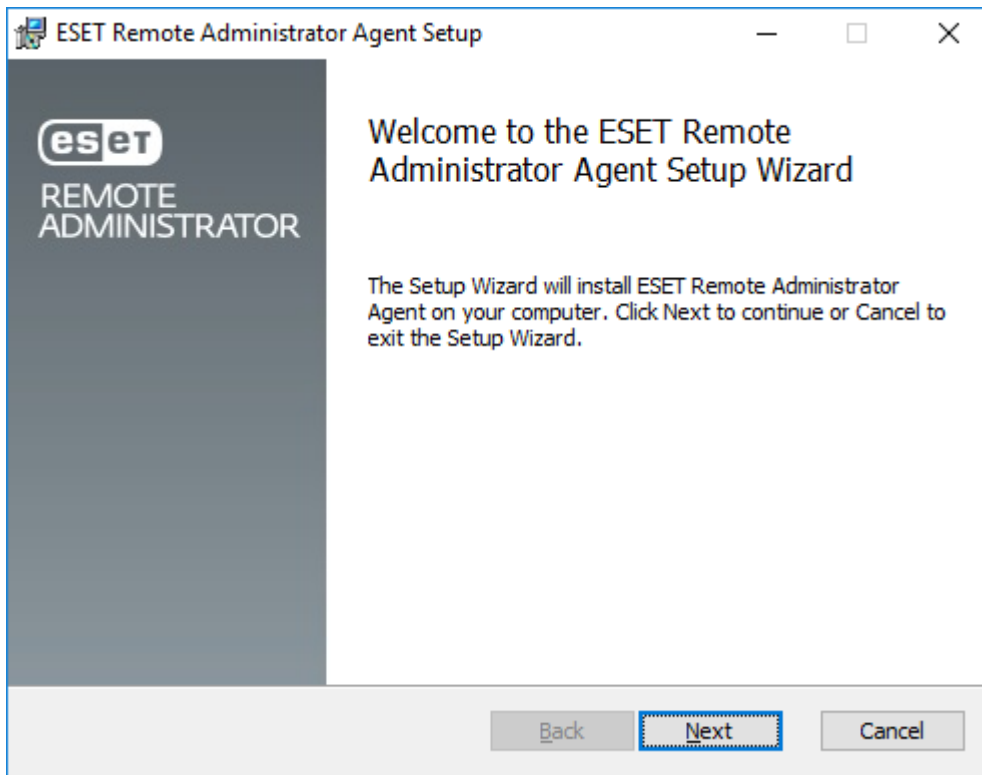 ESET Remote Administrator Agent Setup
eset
REMOTE
ADMINISTRATOR
Welcome to the ESET Remote
Administrator Agent Setup Wizard
The Setup Wizard will install ESET Remote Administrator
Agent on your computer. Click Next to continue or Cancel to
exit the Setup Wizard.
Back
Next
Cancel